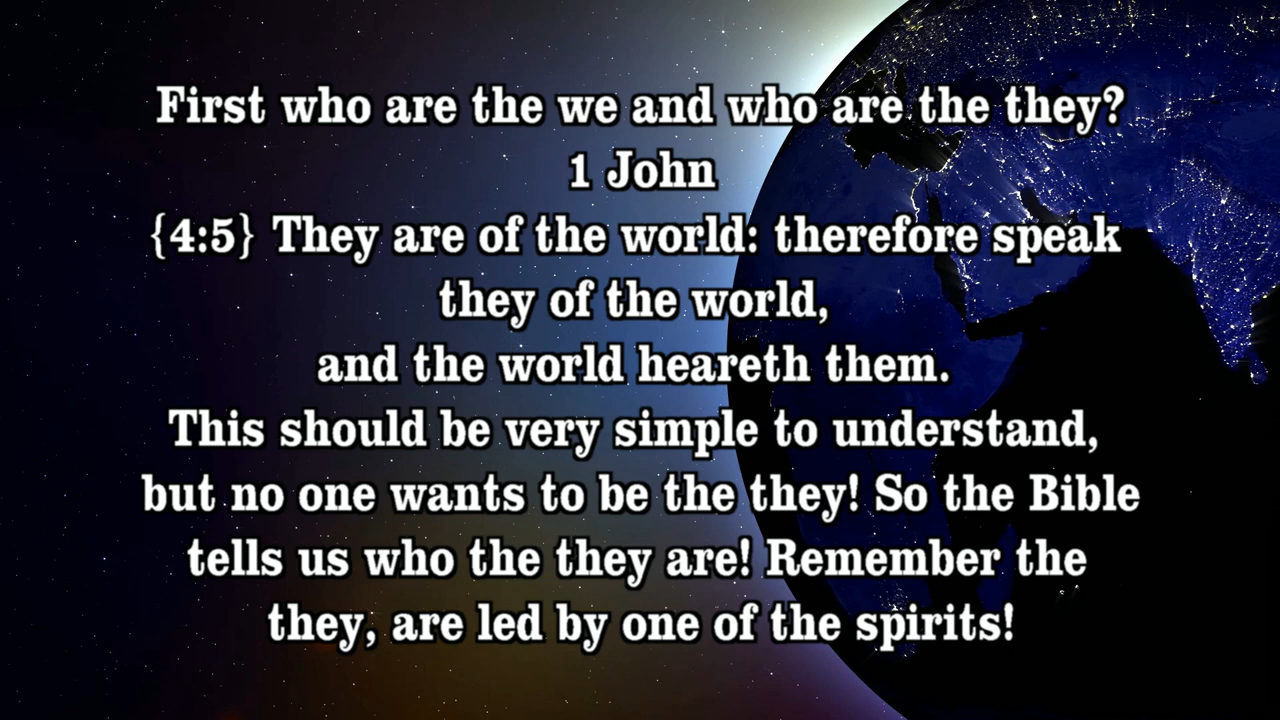 First who are the we and who are the they?
1 John
{4:5} They are of the world: therefore speak
they of the world,
and the world heareth them.
This should be very simple to understand,
but no one wants to be the they! So the Bible
tells us who the they are! Remember the
they, are led by one of the spirits!